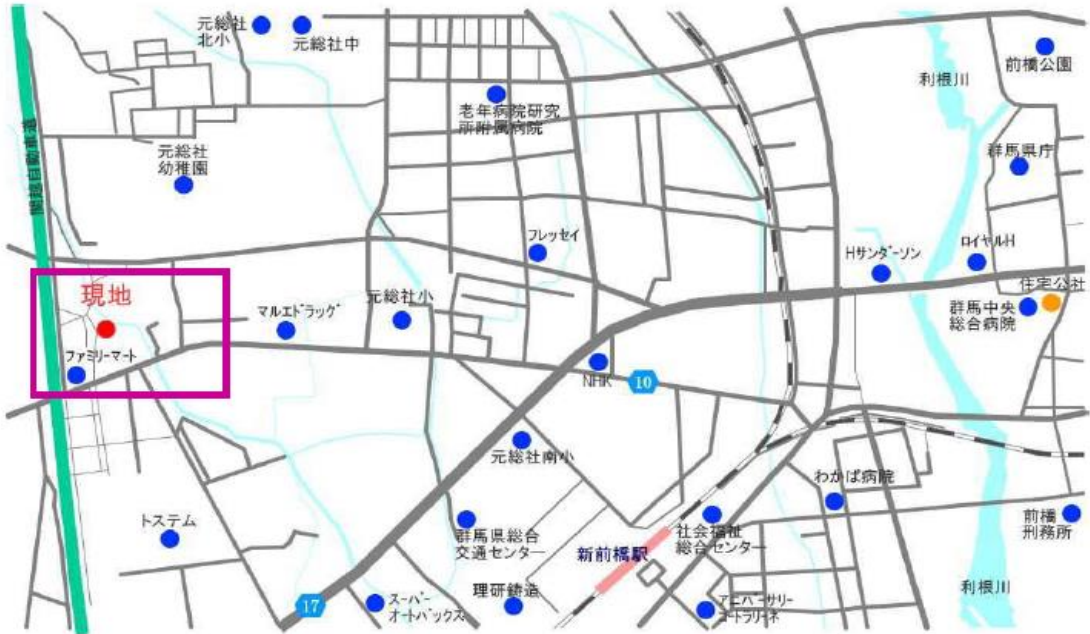 元総社
北小
元総社中
老年病院研究
所附属病院
利根川
前橋公園
元総社
幼稚園
群馬県庁
関越自動車道
フレッセイ
Hサンダーソン
ロイヤルH
現地
マルエドラッグ
元総社小
住宅公社
群馬中央
総合病院
ファミリーマート
NHK
10
元総社南小
わかば病院
トステム
群馬県総合
交通センター
社会福祉
総合センター
前橋
刑務所
新前橋駅
17
スーパー
オートバックス
理研鋳造
アニバーサリー
コートラリーネ
利根川